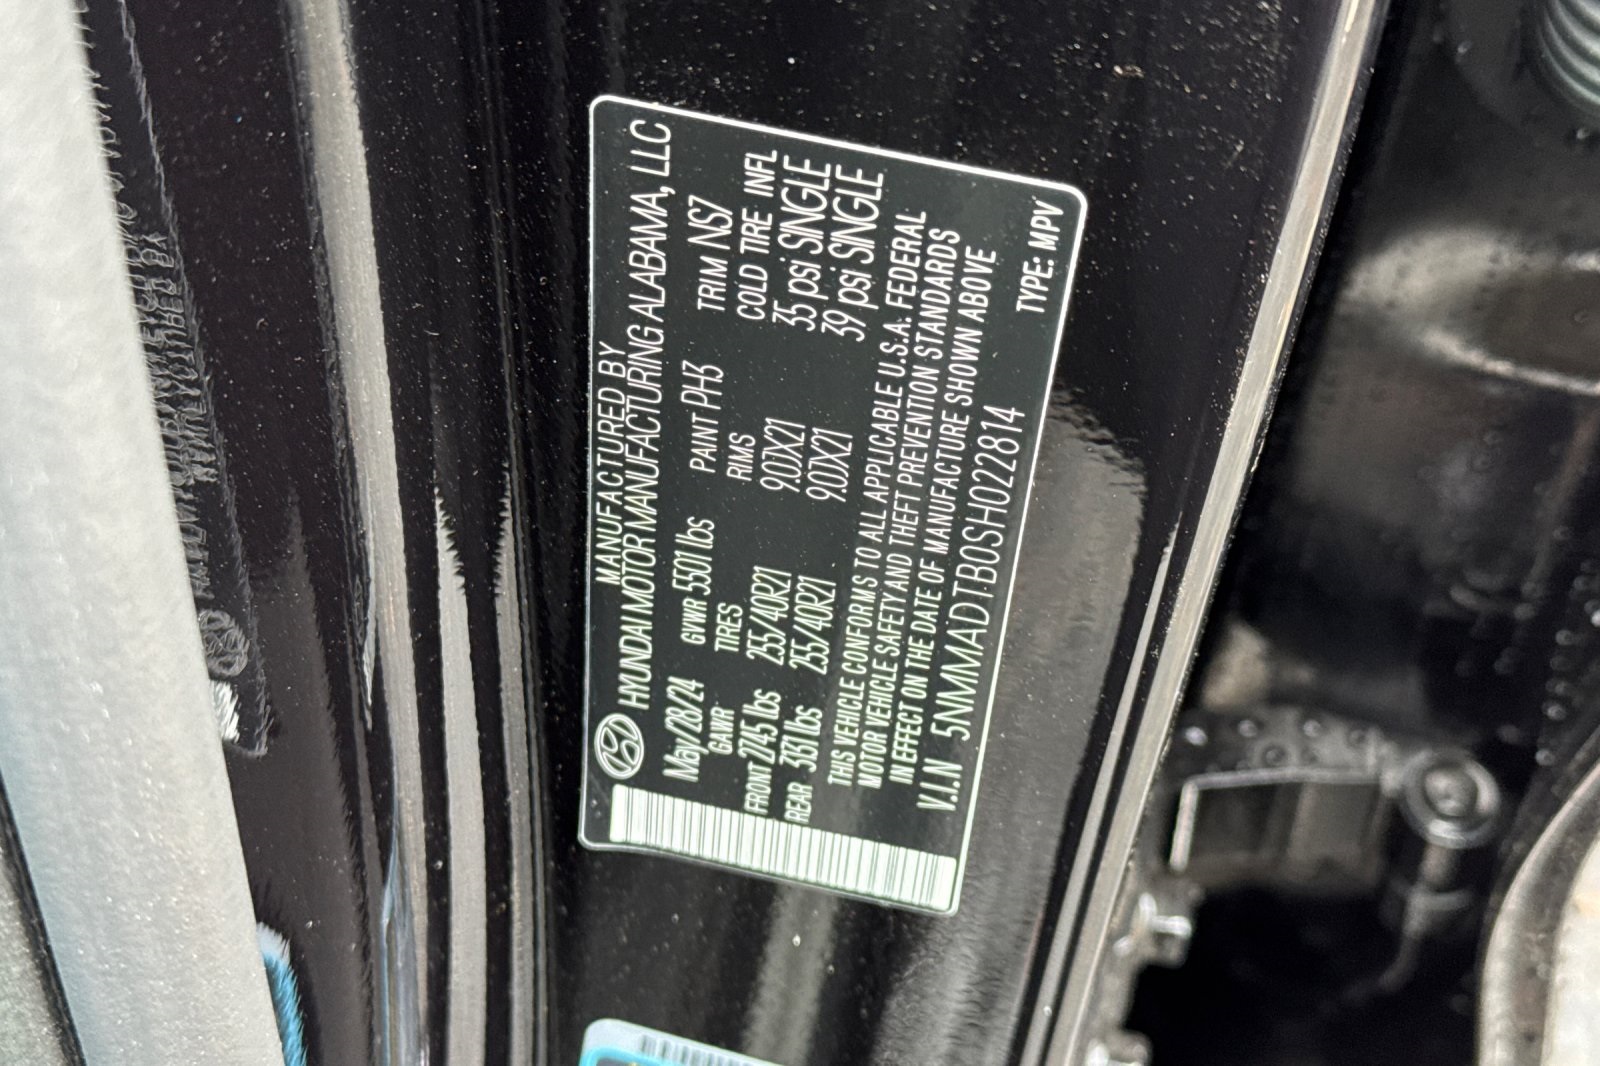 MANUFACTURED BY
HYUNDAI MOTOR MANUFACTURING ALABAMA, LLC
May/28/24 GVWR 5501 lbs PAINT PH3 TRIM NS7
GAWR TIRES RIMS COLD TIRE INFL
FRONT 2745 lbs 255/40R21 9.0JX21 35 psi SINGLE
REAR 3131 lbs 255/40R21 9.0JX21 39 psi SINGLE
THIS VEHICLE CONFORMS TO ALL APPLICABLE U.S.A. FEDERAL
MOTOR VEHICLE SAFETY AND THEFT PREVENTION STANDARDS
IN EFFECT ON THE DATE OF MANUFACTURE SHOWN ABOVE
V.I.N 5NMMADTB0SH022814 TYPE: MPV